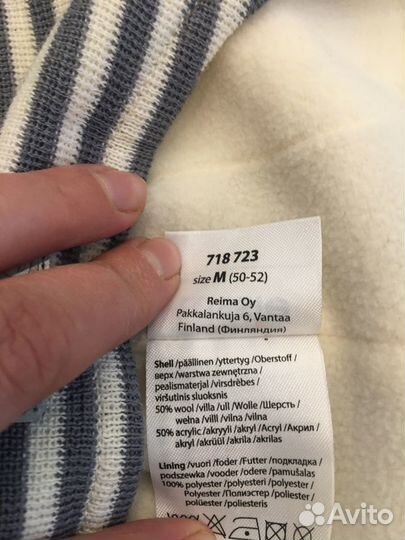 718 723
size M (50-52)
Reima Oy
Pakkalankuja 6, Vantaa
Finland (Финляндия)
Shell /päällinen /yttertyg /Oberstoff /
верх /warstwa zewnętrzna /
pealismaterjal /virsdrēbes /
viršutinis sluoksnis
50% wool /villa /ull /Wolle /Шерсть /
wełna /villi /vilna /vilna
50% acrylic /akryyli /akryl /Acryl /Акрил /
akryl /akrüül /akrila /akrilas
Lining /vuori /foder /Futter /подкладка /
podszewka /vooder /odere /pamušalas
100% polyester /polyesteri /polyester /
Polyester /Полиэстер /poliester /
polüester /poliesteris
Avito